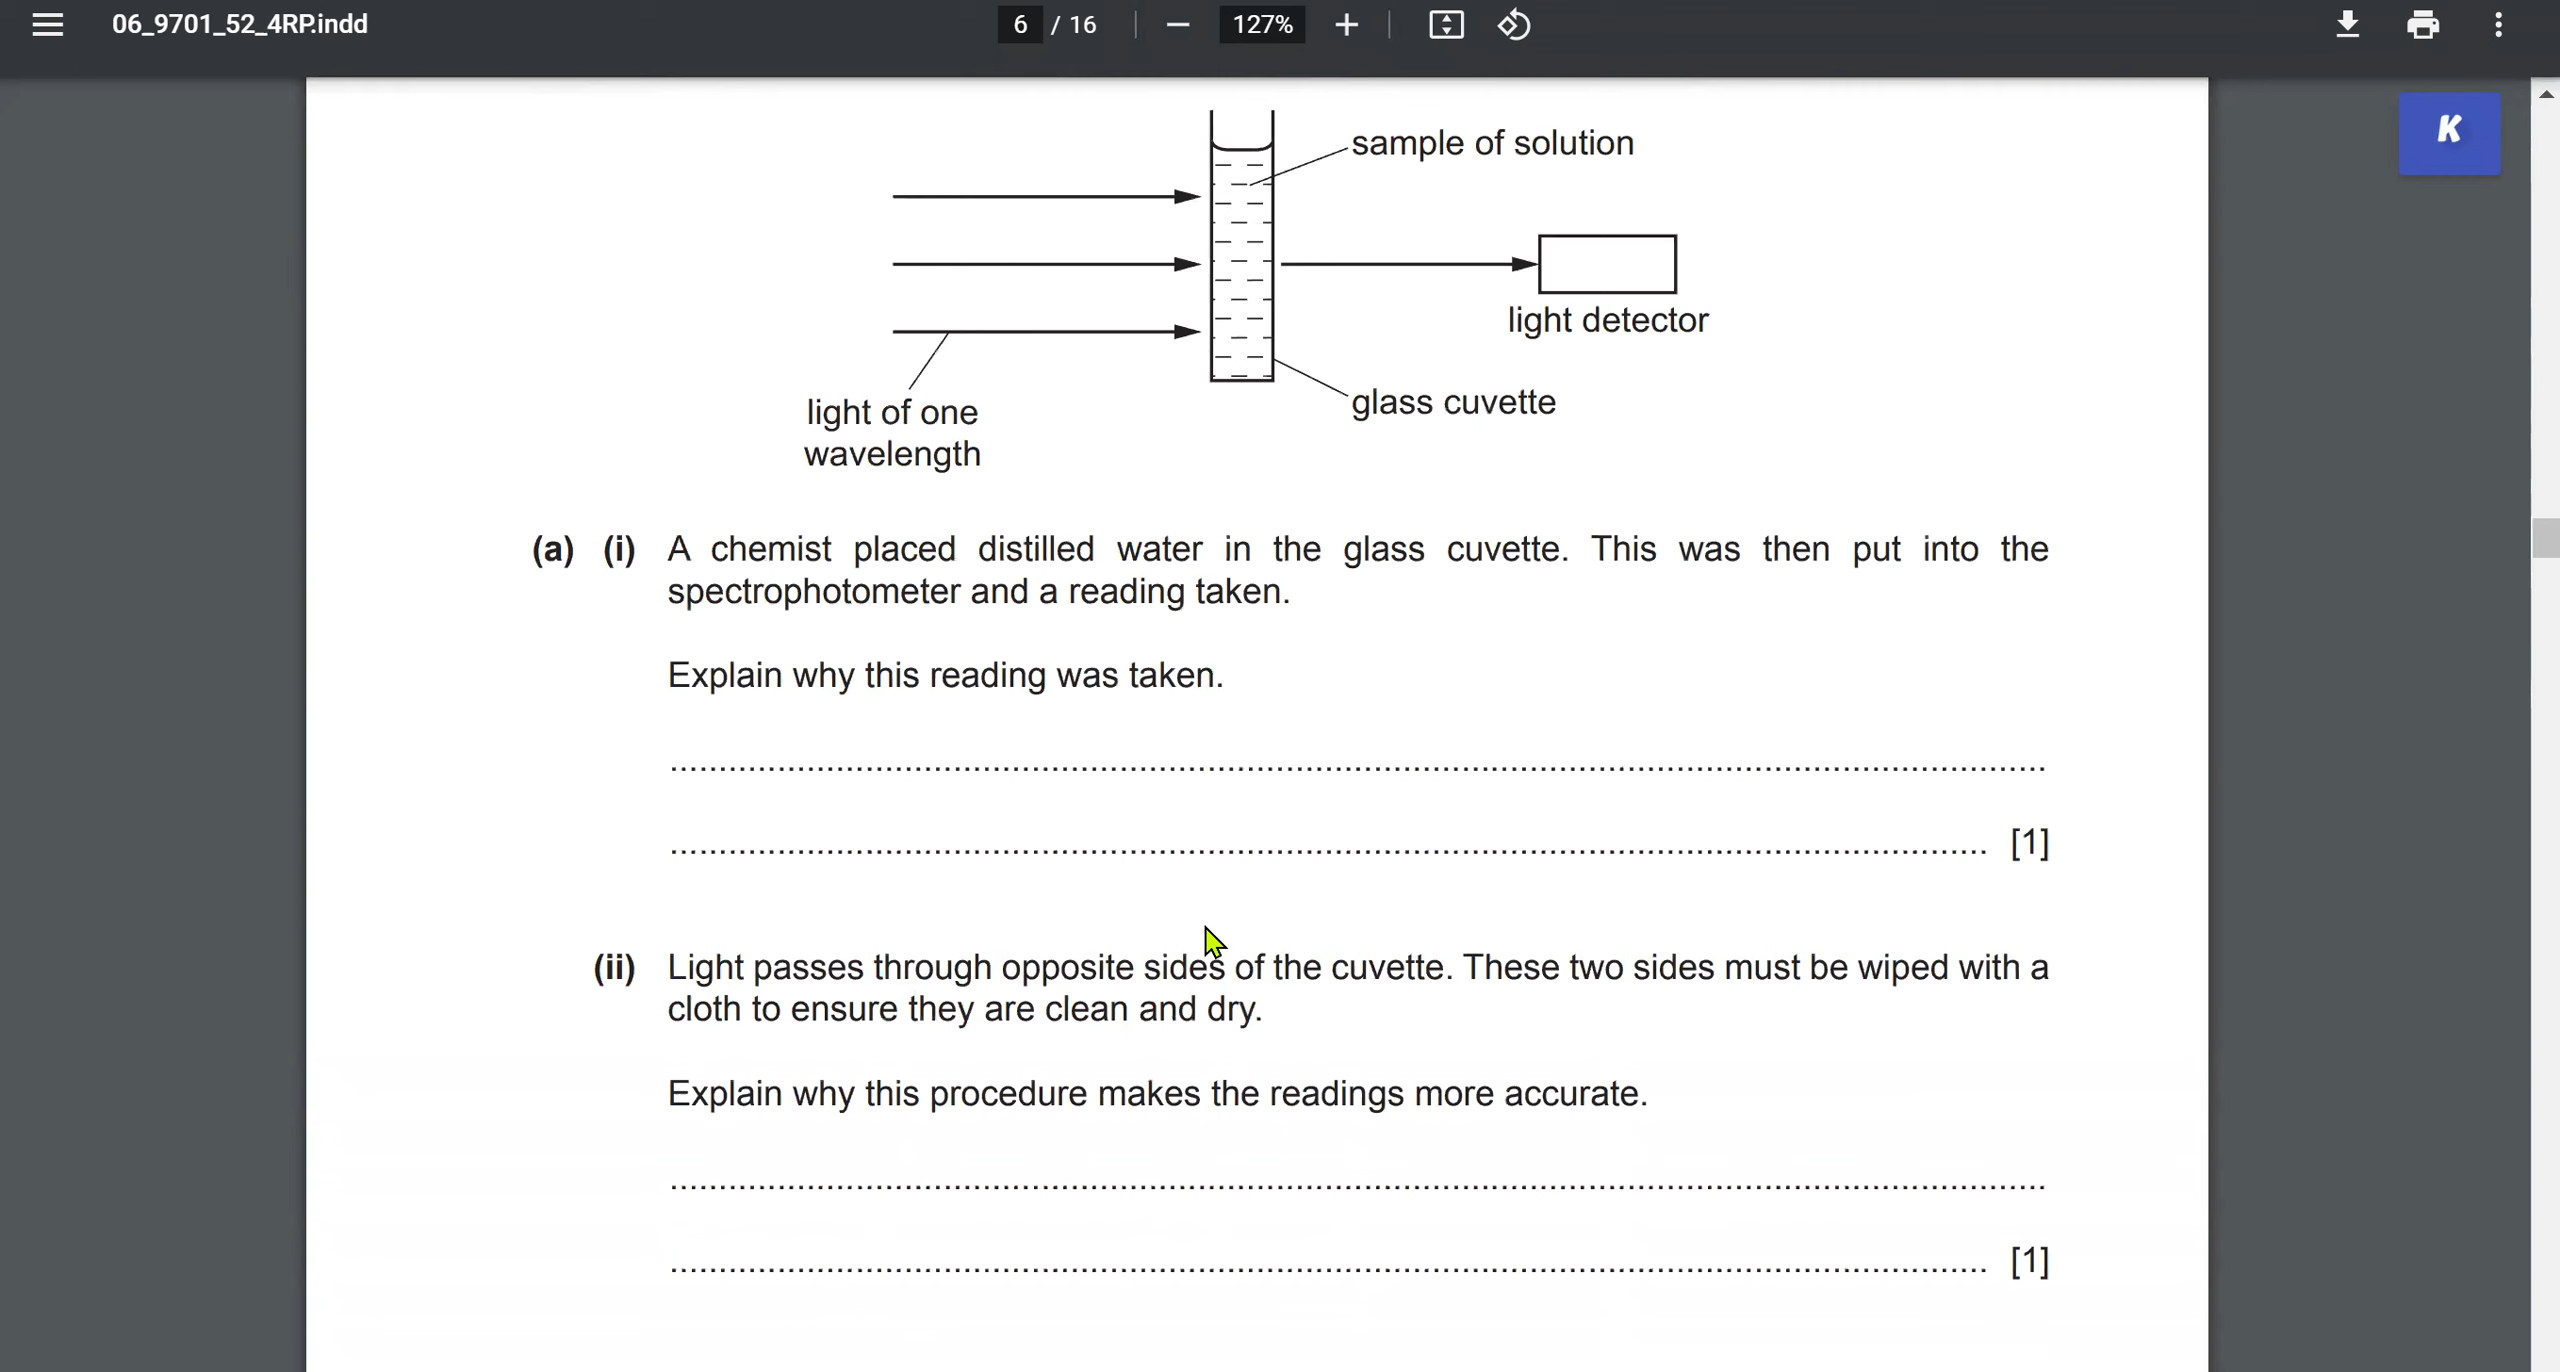 06_9701_52_4RP.indd
6 / 16
127%
K
sample of solution
light detector
glass cuvette
light of one
wavelength
(a) (i) A chemist placed distilled water in the glass cuvette. This was then put into the
spectrophotometer and a reading taken.
Explain why this reading was taken.
[1]
(ii) Light passes through opposite sides of the cuvette. These two sides must be wiped with a
cloth to ensure they are clean and dry.
Explain why this procedure makes the readings more accurate.
[1]